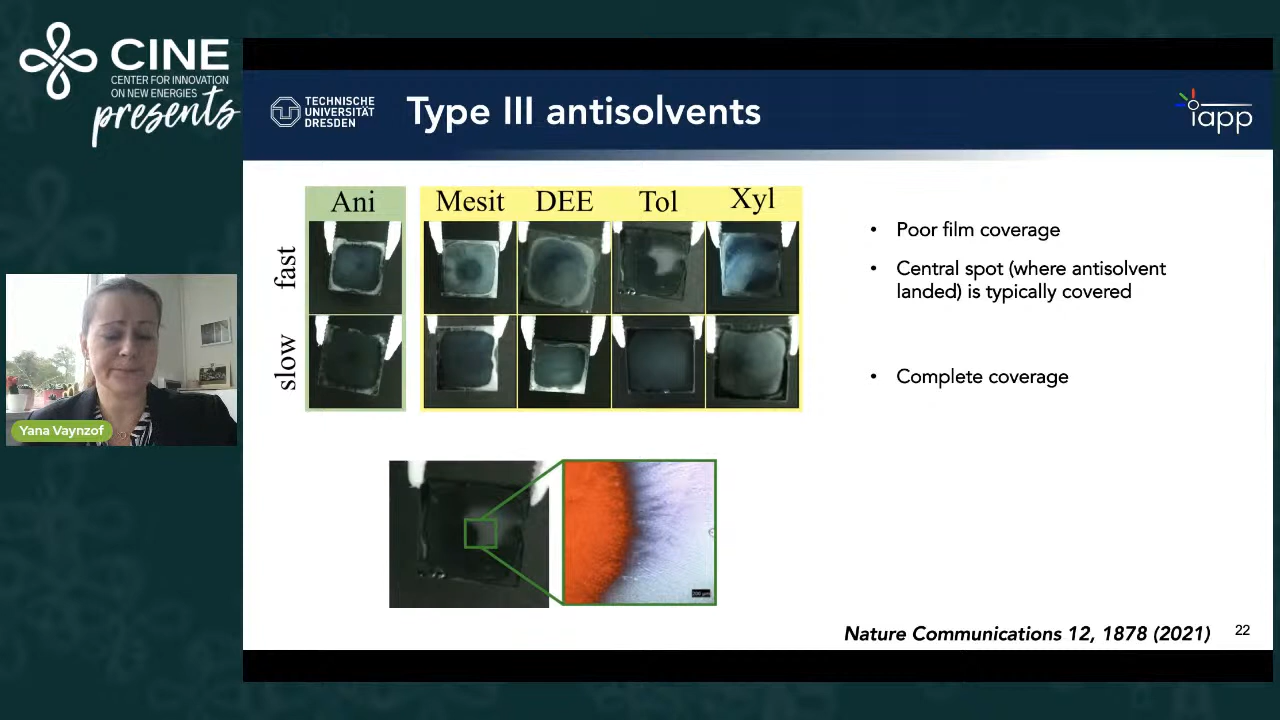 CINE
CENTER FOR INNOVATION
ON NEW ENERGIES
presents
TECHNISCHE
UNIVERSITÄT
DRESDEN
Type III antisolvents
iapp
Ani
Mesit
DEE
Tol
Xyl
fast
slow
• Poor film coverage
• Central spot (where antisolvent
landed) is typically covered
• Complete coverage
Yana Vaynzof
Nature Communications 12, 1878 (2021)
22